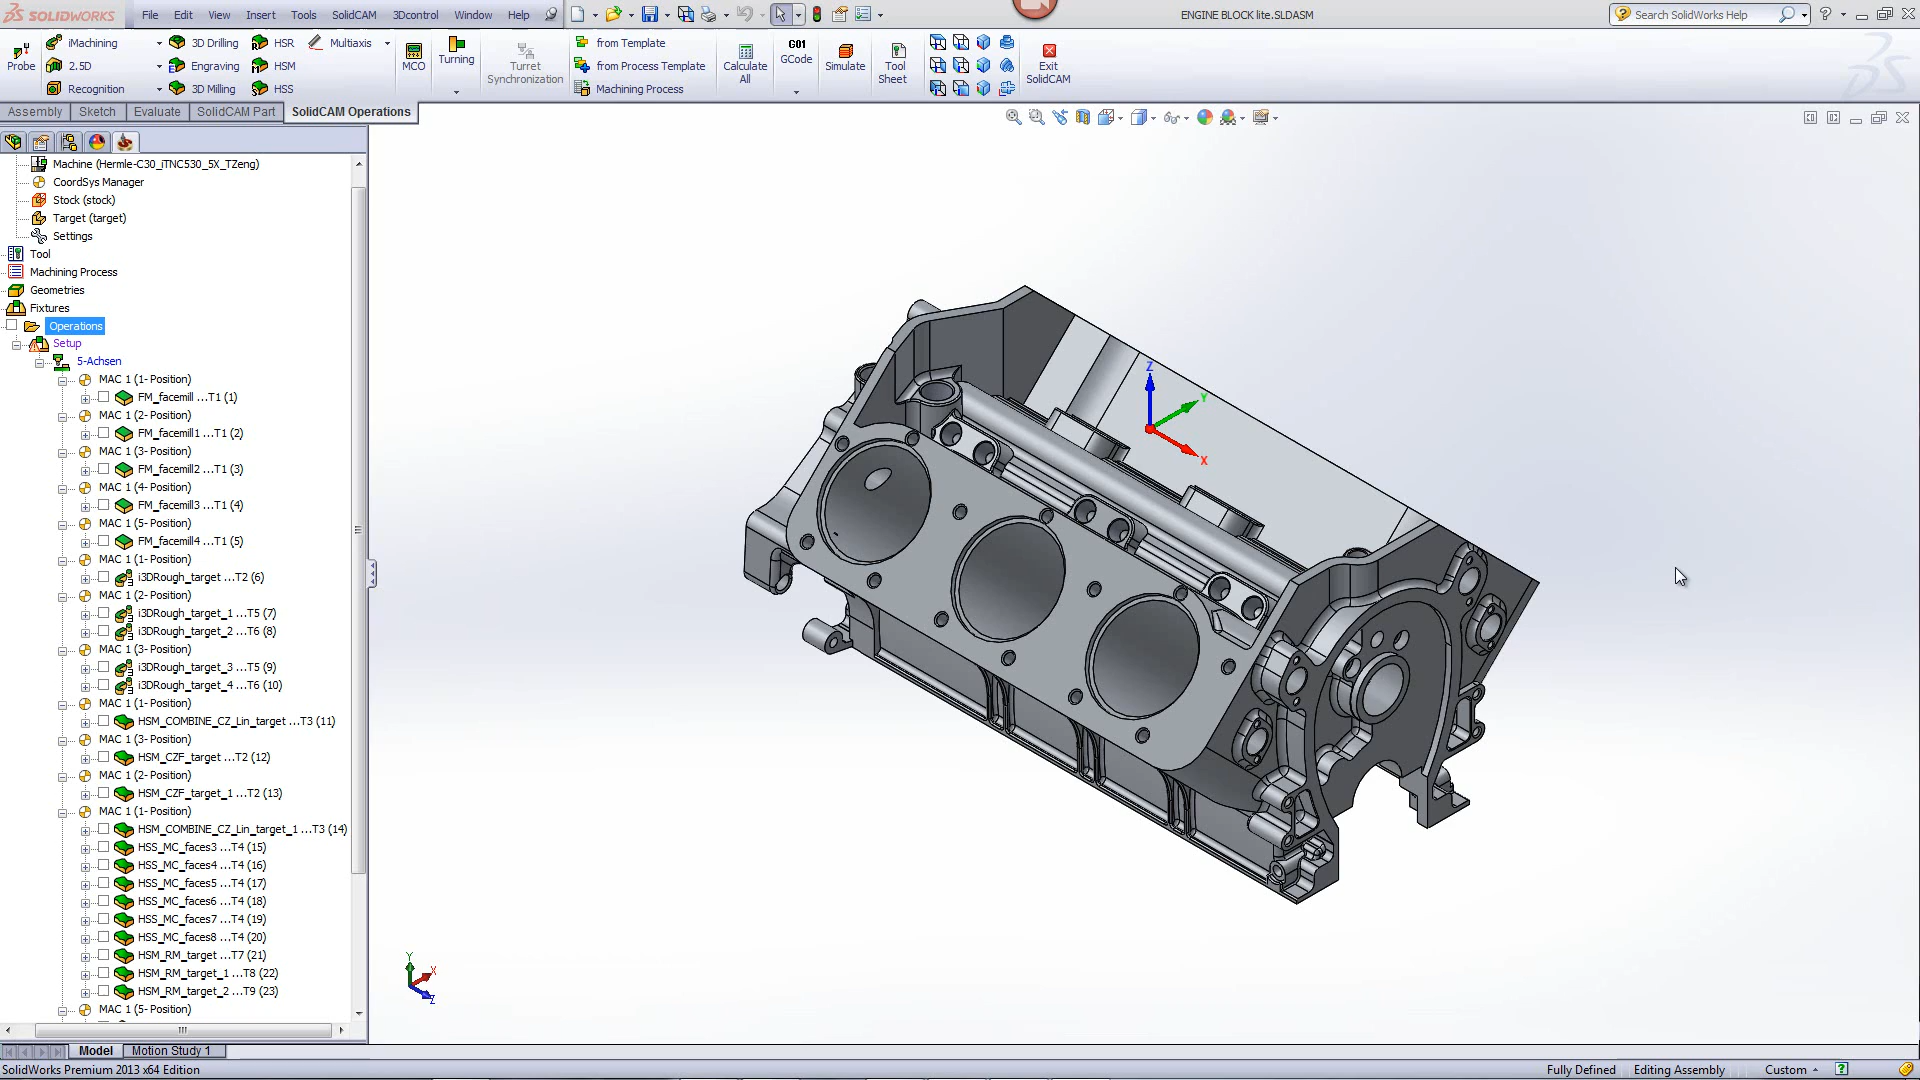 SOLIDWORKS File Edit View Insert Tools SolidCAM 3Dcontrol Window Help ENGINE BLOCK lite.SLDASM Search SolidWorks Help
Probe
iMachining
2.5D
Recognition
3D Drilling
Engraving
3D Milling
HSR
HSM
HSS
Multiaxis
MCO
Turning
Turret
Synchronization
from Template
from Process Template
Machining Process
Calculate
All
G01
GCode
Simulate
Tool
Sheet
Exit
SolidCAM
Assembly Sketch Evaluate SolidCAM Part SolidCAM Operations
Machine (Hermle-C30_iTNC530_5X_TZeng)
CoordSys Manager
Stock (stock)
Target (target)
Settings
Tool
Machining Process
Geometries
Fixtures
Operations
Setup
5-Achsen
MAC 1 (1- Position)
FM_facemill ...T1 (1)
MAC 1 (2- Position)
FM_facemill1 ...T1 (2)
MAC 1 (3- Position)
FM_facemill2 ...T1 (3)
MAC 1 (4- Position)
FM_facemill3 ...T1 (4)
MAC 1 (5- Position)
FM_facemill4 ...T1 (5)
MAC 1 (1- Position)
i3DRough_target ...T2 (6)
MAC 1 (2- Position)
i3DRough_target_1 ...T5 (7)
i3DRough_target_2 ...T6 (8)
MAC 1 (3- Position)
i3DRough_target_3 ...T5 (9)
i3DRough_target_4 ...T6 (10)
MAC 1 (1- Position)
HSM_COMBINE_CZ_Lin_target ...T3 (11)
MAC 1 (3- Position)
HSM_CZF_target ...T2 (12)
MAC 1 (2- Position)
HSM_CZF_target_1 ...T2 (13)
MAC 1 (1- Position)
HSM_COMBINE_CZ_Lin_target_1 ...T3 (14)
HSS_MC_faces3 ...T4 (15)
HSS_MC_faces4 ...T4 (16)
HSS_MC_faces5 ...T4 (17)
HSS_MC_faces6 ...T4 (18)
HSS_MC_faces7 ...T4 (19)
HSS_MC_faces8 ...T4 (20)
HSM_RM_target ...T7 (21)
HSM_RM_target_1 ...T8 (22)
HSM_RM_target_2 ...T9 (23)
MAC 1 (5- Position)
Z
Y
X
Y
X
Z
Model Motion Study 1
SolidWorks Premium 2013 x64 Edition Fully Defined Editing Assembly Custom